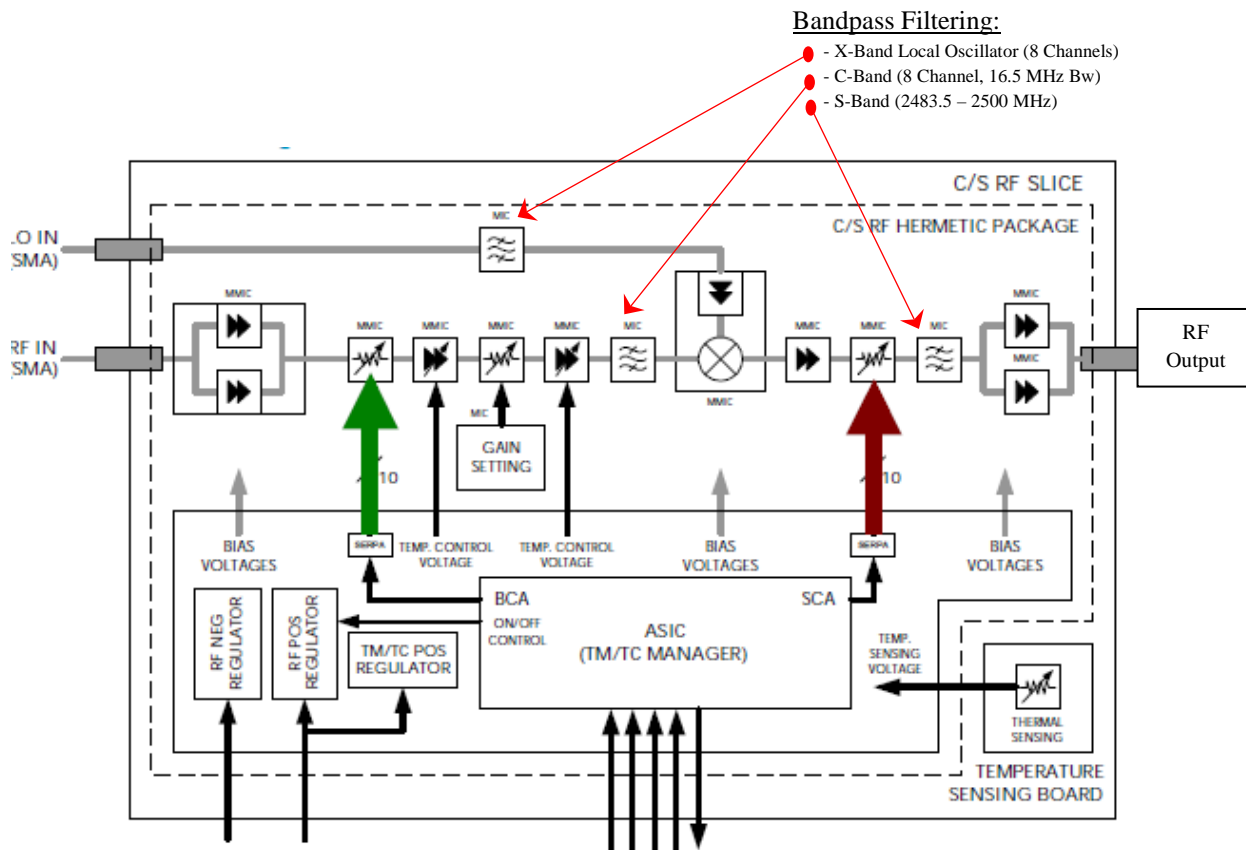 Bandpass Filtering:
- X-Band Local Oscillator (8 Channels)
- C-Band (8 Channel, 16.5 MHz Bw)
- S-Band (2483.5 – 2500 MHz)
C/S RF SLICE
C/S RF HERMETIC PACKAGE
MIC
LO IN
(SMA)
MMIC
RF IN
(SMA)
MMIC
MMIC
MMIC
MMIC
MIC
MMIC
MMIC
MMIC
MIC
MMIC
MMIC
RF
Output
MIC
GAIN
SETTING
10
10
BIAS
VOLTAGES
SERPA
TEMP. CONTROL
VOLTAGE
TEMP. CONTROL
VOLTAGE
BIAS
VOLTAGES
SERPA
BIAS
VOLTAGES
RF NEG
REGULATOR
RF POS
REGULATOR
BCA
ON/OFF
CONTROL
TM/TC POS
REGULATOR
SCA
ASIC
(TM/TC MANAGER)
TEMP.
SENSING
VOLTAGE
THERMAL
SENSING
TEMPERATURE
SENSING BOARD